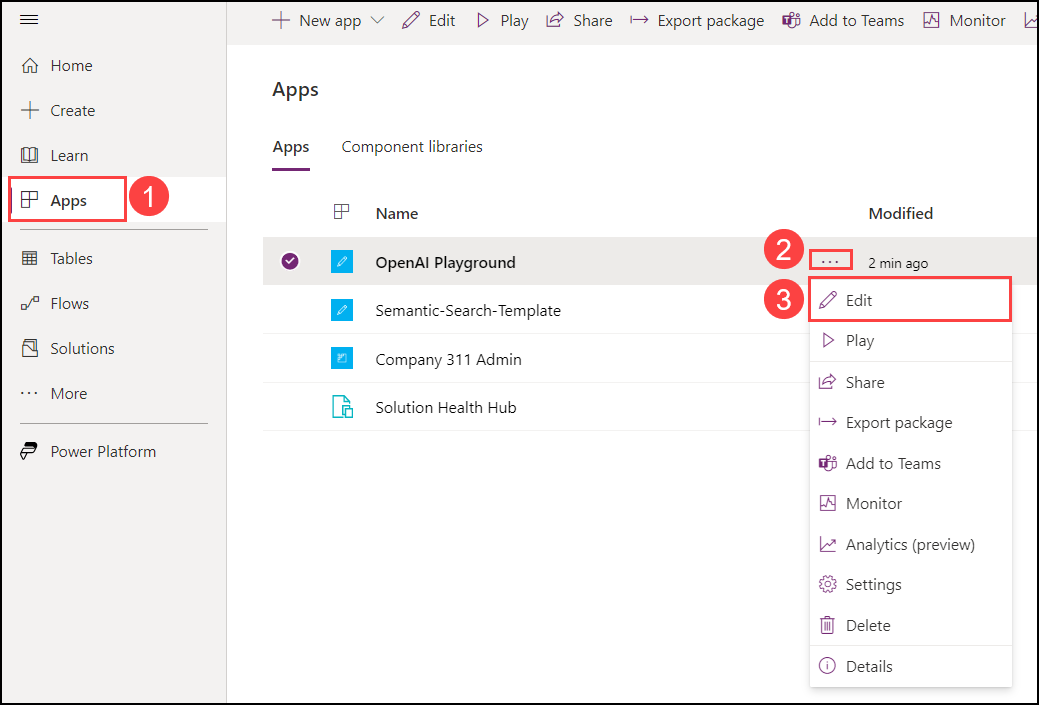 New app Edit Play Share Export package Add to Teams Monitor
Home
Create
Learn
Apps 1
Tables
Flows
Solutions
... More
Power Platform
Apps
Apps Component libraries
Name Modified
OpenAI Playground 2 ... 2 min ago
Semantic-Search-Template
Company 311 Admin
Solution Health Hub
3 Edit
Play
Share
Export package
Add to Teams
Monitor
Analytics (preview)
Settings
Delete
Details